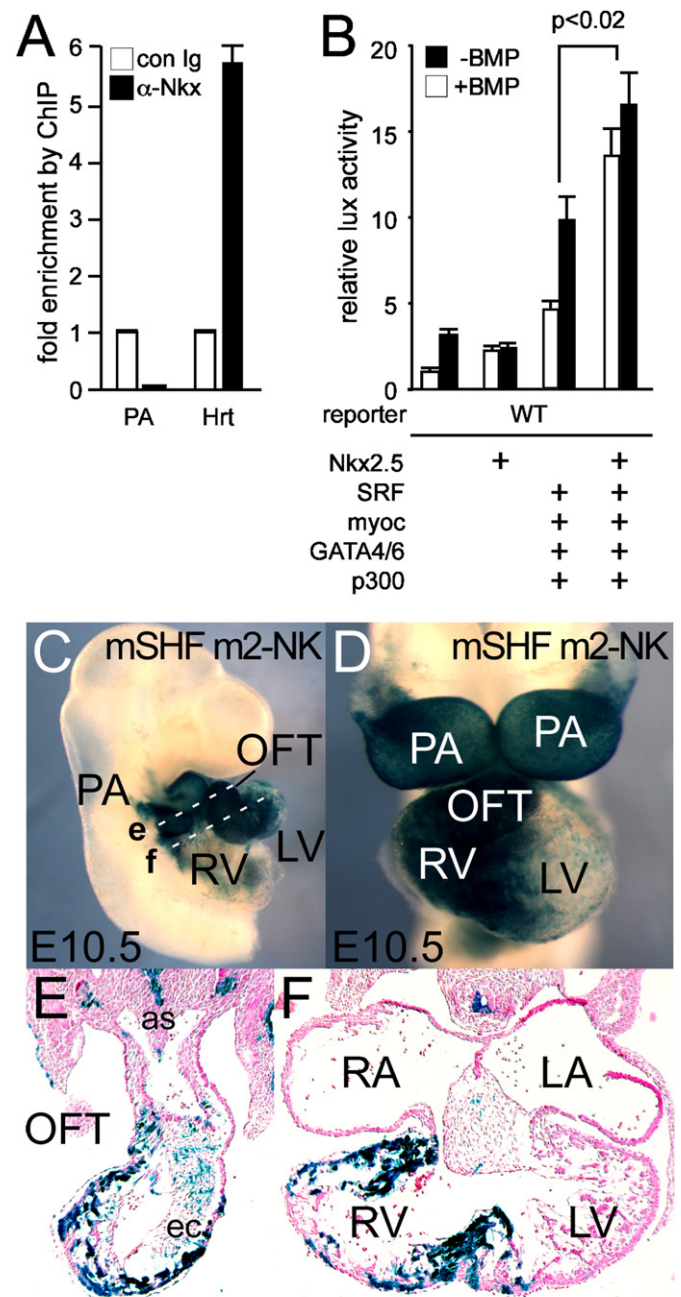 A
con Ig
α-Nkx
fold enrichment by ChIP
6
5
4
3
2
1
0
PA Hrt
B
p<0.02
-BMP
+BMP
relative lux activity
20
15
10
5
0
reporter WT
Nkx2.5 + +
SRF + +
myoc + +
GATA4/6 + +
p300 + +
C mSHF m2-NK
OFT
PA
e
f
RV
LV
E10.5
D mSHF m2-NK
PA PA
OFT
RV LV
E10.5
E
as
OFT
ec
F
RA LA
RV LV